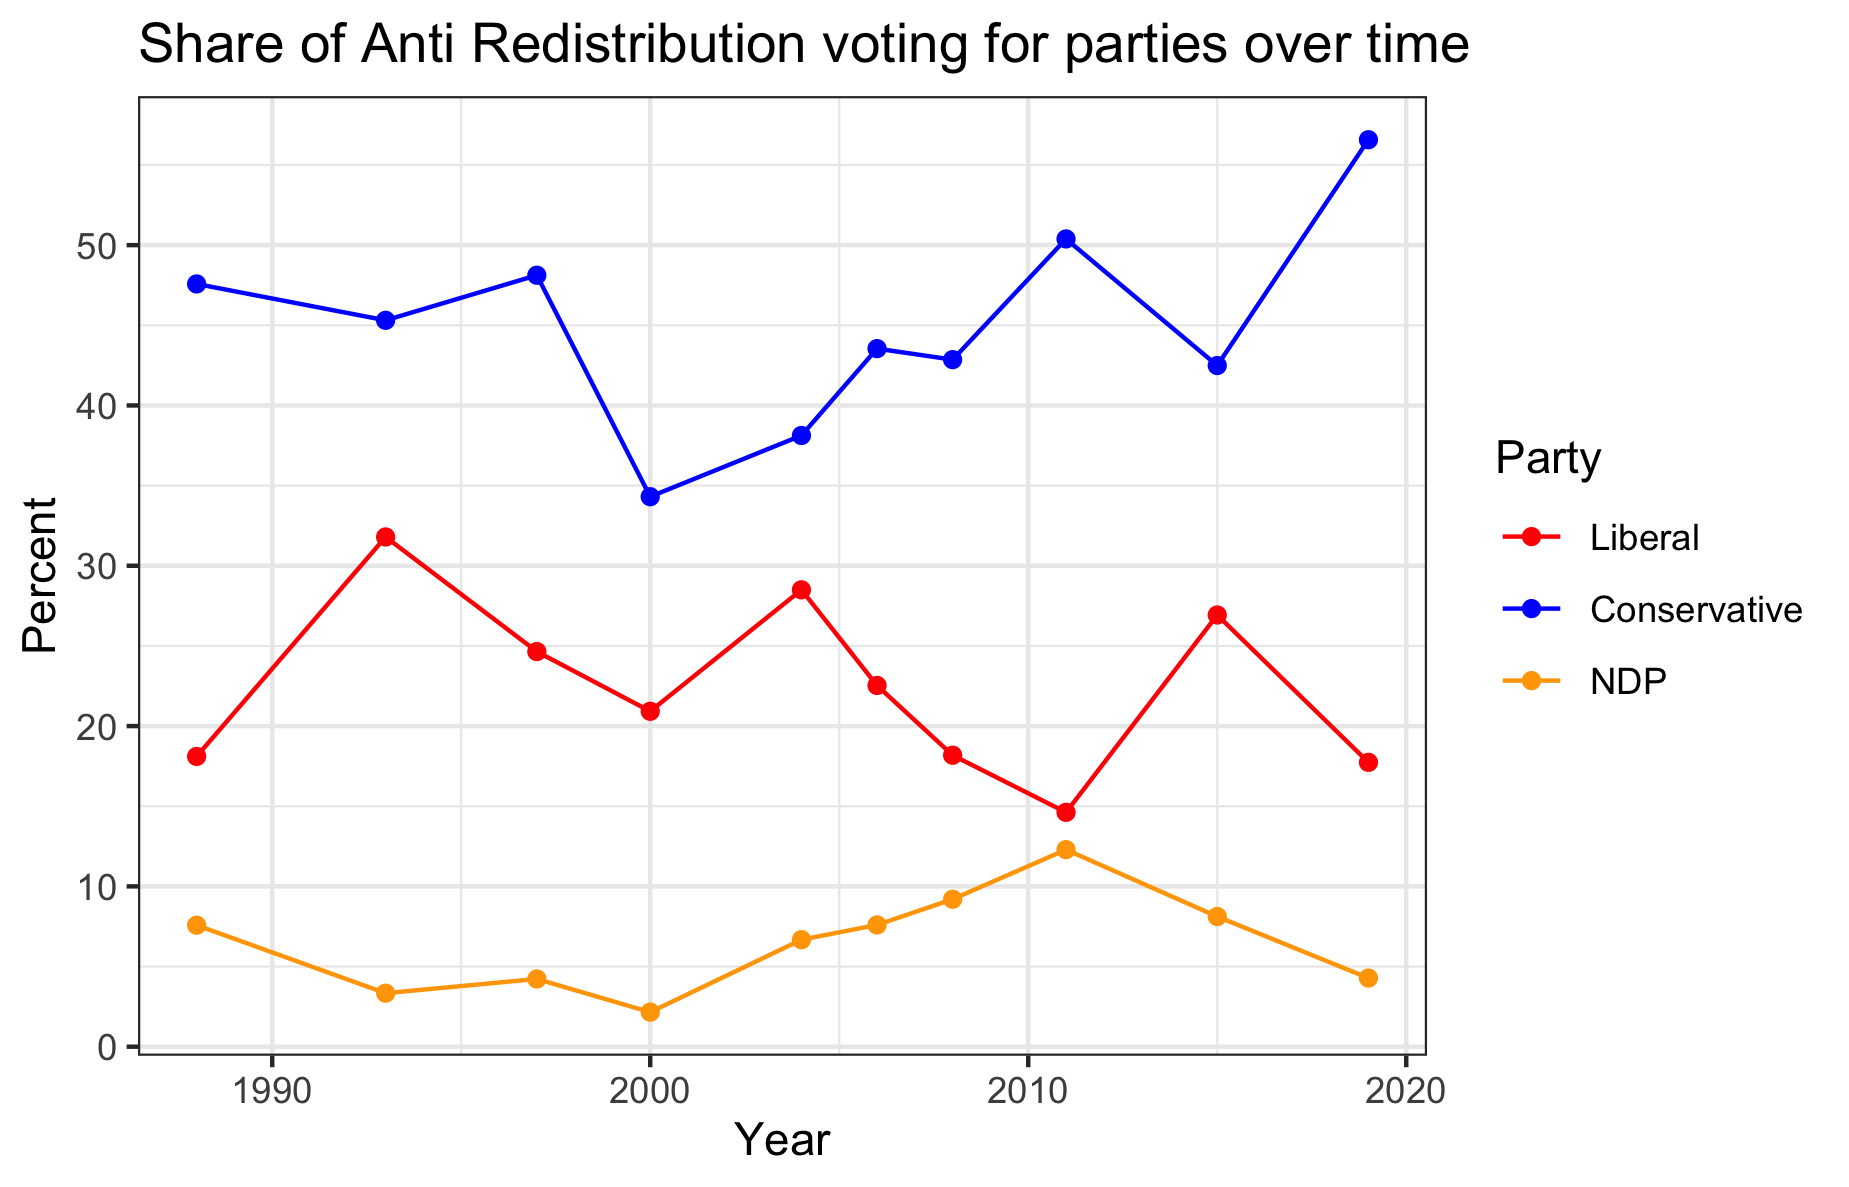 Share of Anti Redistribution voting for parties over time
Percent
50
40
30
20
10
0
1990 2000 2010 2020
Year
Party
Liberal
Conservative
NDP